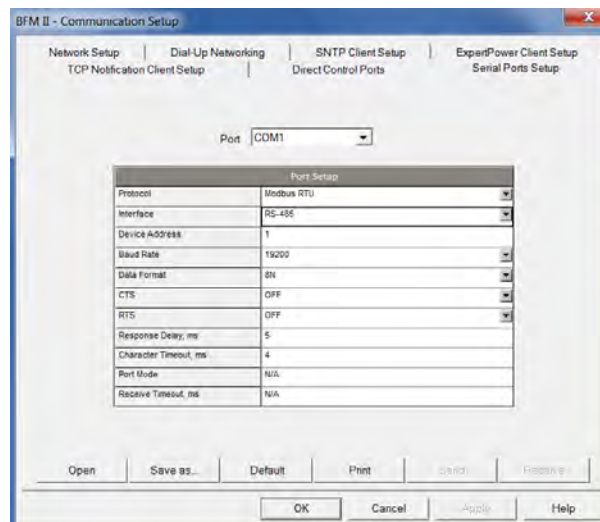 BFM II - Communication Setup
Network Setup | Dial-Up Networking | SNTP Client Setup | ExpertPower Client Setup
TCP Notification Client Setup | Direct Control Ports Serial Ports Setup
Port COM1
Port Setup
Protocol Modbus RTU
Interface RS-485
Device Address 1
Baud Rate 19200
Data Format 8N
CTS OFF
RTS OFF
Response Delay, ms 5
Character Timeout, ms 4
Port Mode N/A
Receive Timeout, ms N/A
Open Save as... Default Print Send Receive
OK Cancel Apply Help